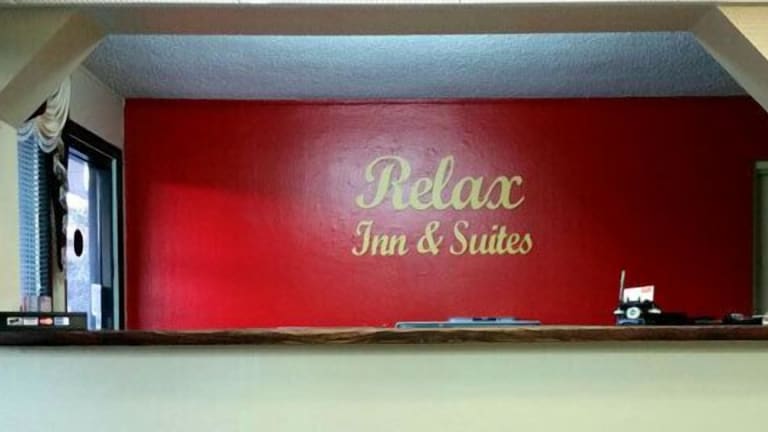 Relax
Inn & Suites